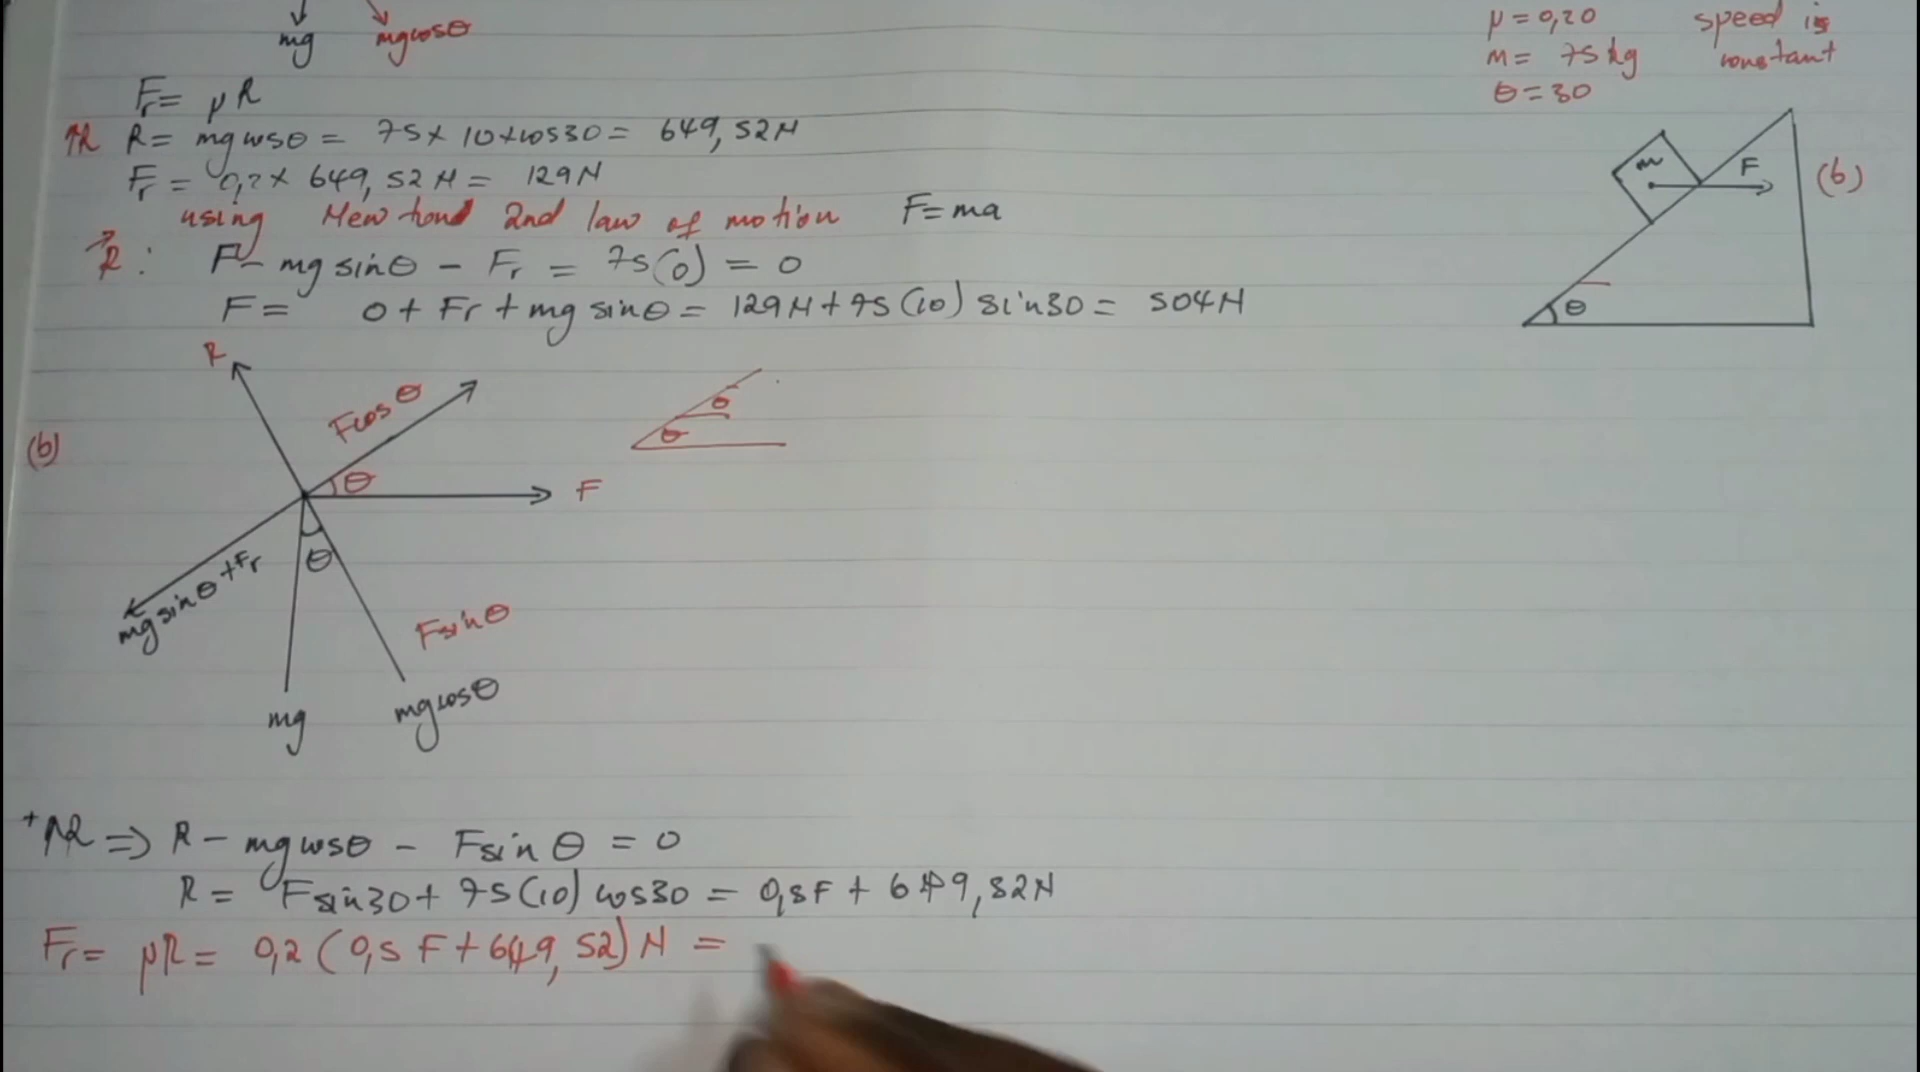 mg mgcosθ
μ = 0,20 speed is
m = 75 kg constant
θ = 30
Fr = μR
↑R R = mgcosθ = 75 x 10 x cos30 = 649,52N
Fr = 0,2 x 649,52N = 129N
using Newtons 2nd law of motion F = ma
↗R : F - mg sinθ - Fr = 75(0) = 0
F = 0 + Fr + mg sinθ = 129N + 75(10) sin30 = 504N
m F (b)
θ
(b)
R
Fcosθ
θ
F
θ
θ
mg sinθ + Fr
θ
Fsinθ
mg
mgcosθ
+↑R ⇒ R - mgcosθ - Fsinθ = 0
R = Fsin30 + 75(10) cos30 = 0,5F + 649,52N
Fr = μR = 0,2 (0,5F + 649,52) N =